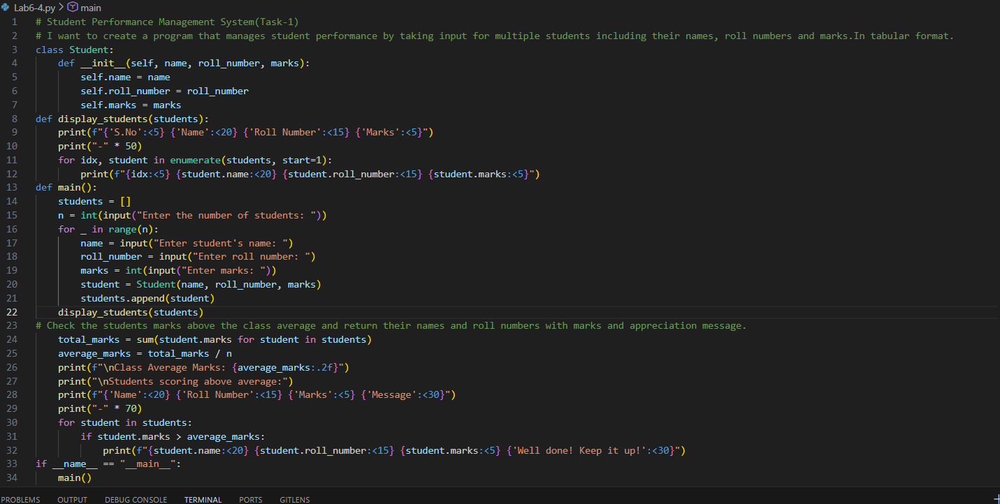 Lab6-4.py > main
1 # Student Performance Management System(Task-1)
2 # I want to create a program that manages student performance by taking input for multiple students including their names, roll numbers and marks.In tabular format.
3 class Student:
4     def __init__(self, name, roll_number, marks):
5         self.name = name
6         self.roll_number = roll_number
7         self.marks = marks
8 def display_students(students):
9     print(f"{'S.No':<5} {'Name':<20} {'Roll Number':<15} {'Marks':<5}")
10     print("-" * 50)
11     for idx, student in enumerate(students, start=1):
12         print(f"{idx:<5} {student.name:<20} {student.roll_number:<15} {student.marks:<5}")
13 def main():
14     students = []
15     n = int(input("Enter the number of students: "))
16     for _ in range(n):
17         name = input("Enter student's name: ")
18         roll_number = input("Enter roll number: ")
19         marks = int(input("Enter marks: "))
20         student = Student(name, roll_number, marks)
21         students.append(student)
22     display_students(students)
23 # Check the students marks above the class average and return their names and roll numbers with marks and appreciation message.
24     total_marks = sum(student.marks for student in students)
25     average_marks = total_marks / n
26     print(f"\nClass Average Marks: {average_marks:.2f}")
27     print("\nStudents scoring above average:")
28     print(f"{'Name':<20} {'Roll Number':<15} {'Marks':<5} {'Message':<30}")
29     print("-" * 70)
30     for student in students:
31         if student.marks > average_marks:
32             print(f"{student.name:<20} {student.roll_number:<15} {student.marks:<5} {'Well done! Keep it up!':<30}")
33 if __name__ == "__main__":
34     main()
PROBLEMS OUTPUT DEBUG CONSOLE TERMINAL PORTS GITLENS